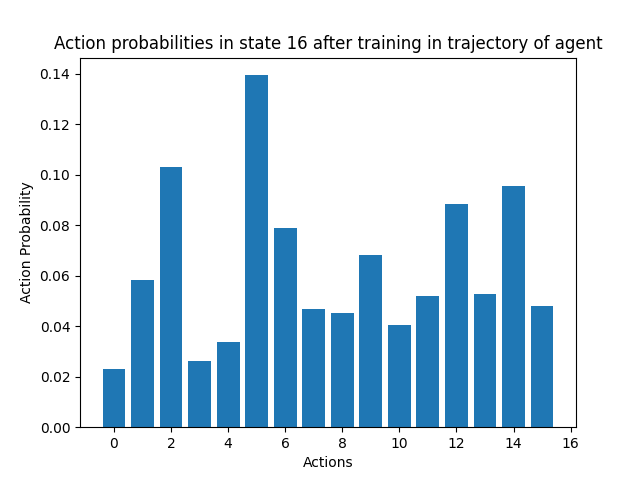 Action probabilities in state 16 after training in trajectory of agent
0.14
0.12
0.10
0.08
0.06
0.04
0.02
0.00
Action Probability
0 2 4 6 8 10 12 14 16
Actions